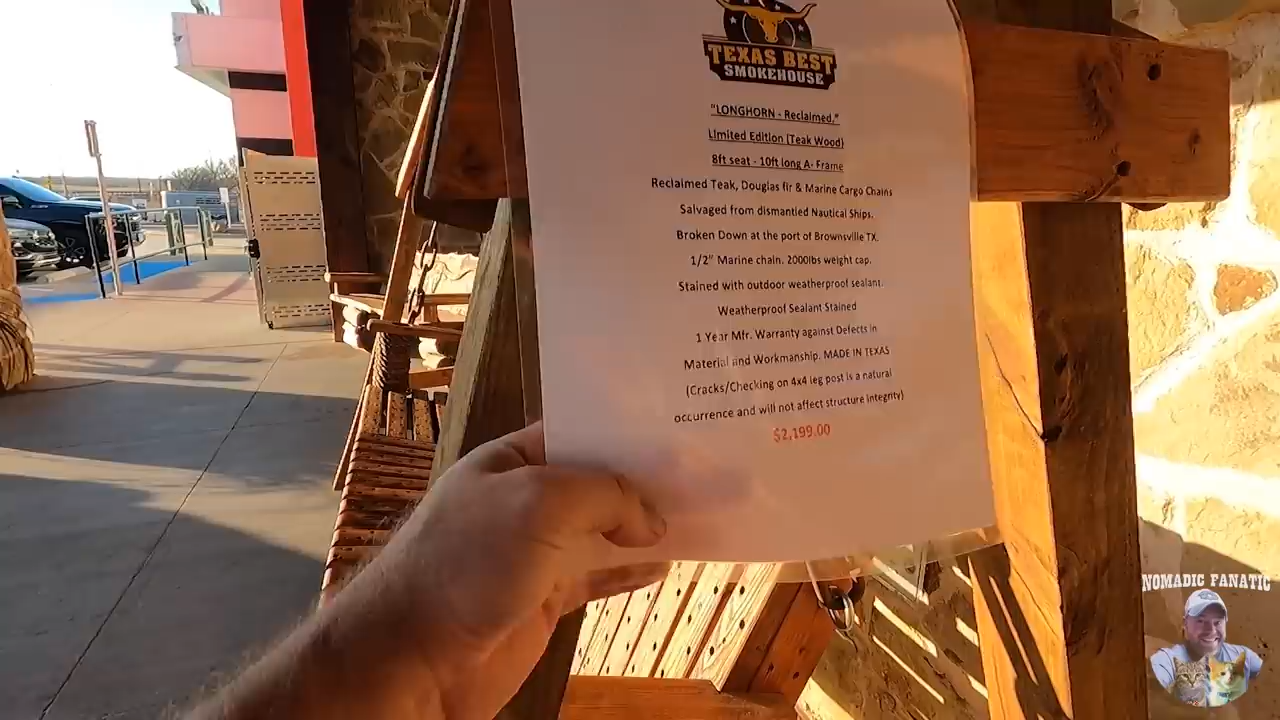 TEXAS BEST
SMOKEHOUSE
"LONGHORN - Reclaimed."
Limited Edition (Teak Wood)
8ft seat - 10ft long A- Frame
Reclaimed Teak, Douglas fir & Marine Cargo Chains
Salvaged from dismantled Nautical Ships.
Broken Down at the port of Brownsville TX.
1/2" Marine chain. 2000lbs weight cap.
Stained with outdoor weatherproof sealant.
Weatherproof Sealant Stained
1 Year Mfr. Warranty against Defects in
Material and Workmanship. MADE IN TEXAS
(Cracks/Checking on 4x4 leg post is a natural
occurrence and will not affect structure integrity)
$2,199.00
NOMADIC FANATIC